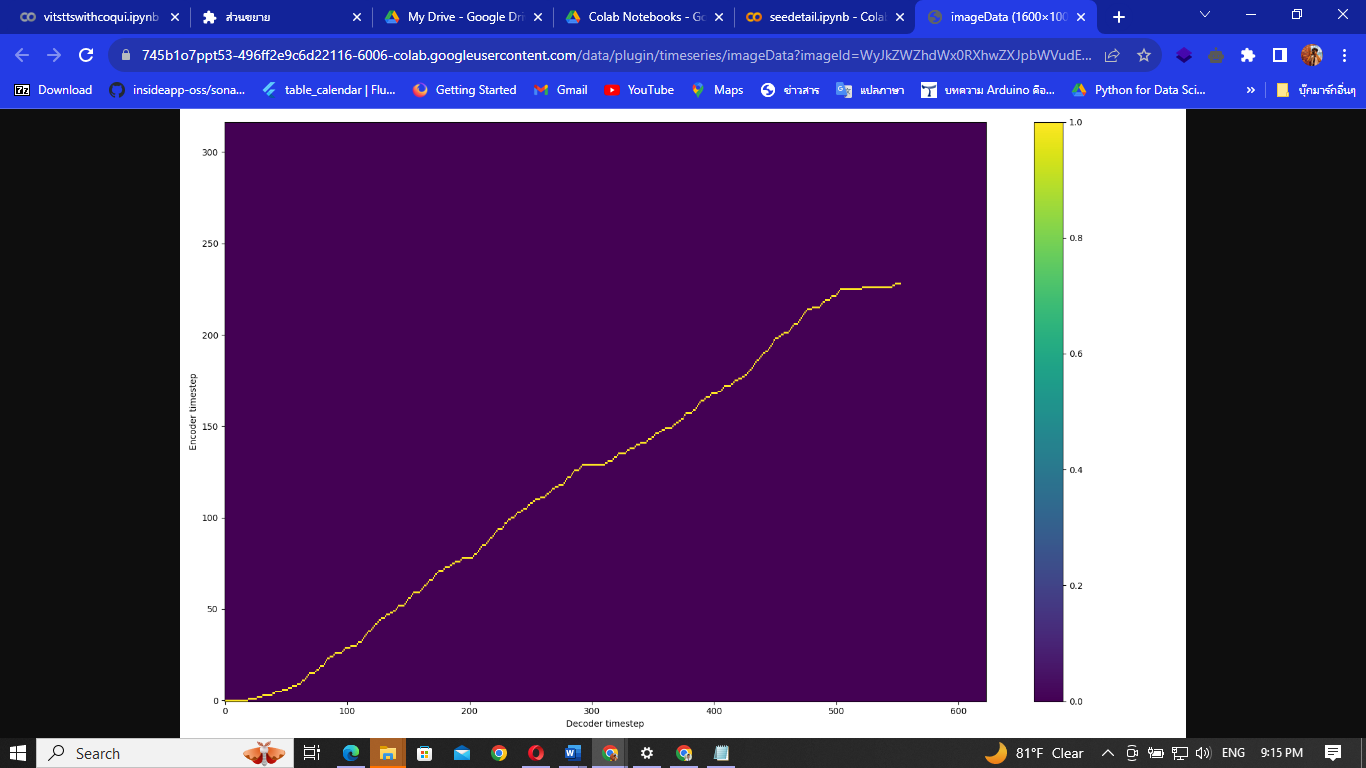 vitsttswithcoqui.ipynb
ส่วนขยาย
My Drive - Google Dri
Colab Notebooks - Go
seedetail.ipynb - Colab
imageData (1600×100
745b1o7ppt53-496ff2e9c6d22116-6006-colab.googleusercontent.com/data/plugin/timeseries/imageData?imageId=WyJkZWZhdWx0RXhwZXJpbWVudE...
Download
insideapp-oss/sona...
table_calendar | Flu...
Getting Started
Gmail
YouTube
Maps
ข่าวสาร
แปลภาษา
บทความ Arduino คือ...
Python for Data Sci...
»
บุ๊กมาร์กอื่นๆ
300
250
200
150
100
50
0
Encoder timestep
0 100 200 300 400 500 600
Decoder timestep
1.0
0.8
0.6
0.4
0.2
0.0
Search
81°F Clear
ENG
9:15 PM